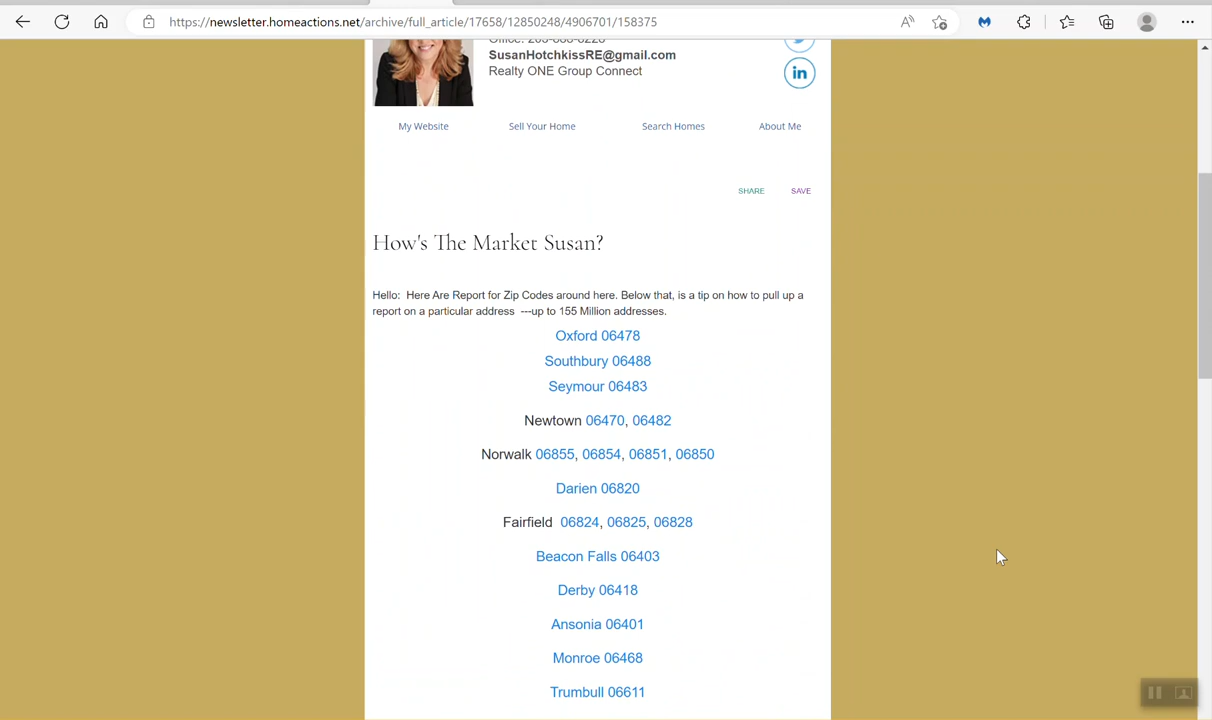 https://newsletter.homeactions.net/archive/full_article/17658/12850248/4906701/158375
SusanHotchkissRE@gmail.com
Realty ONE Group Connect
My Website Sell Your Home Search Homes About Me
SHARE SAVE
How's The Market Susan?
Hello:  Here Are Report for Zip Codes around here. Below that, is a tip on how to pull up a
report on a particular address  ---up to 155 Million addresses.
Oxford 06478
Southbury 06488
Seymour 06483
Newtown 06470, 06482
Norwalk 06855, 06854, 06851, 06850
Darien 06820
Fairfield  06824, 06825, 06828
Beacon Falls 06403
Derby 06418
Ansonia 06401
Monroe 06468
Trumbull 06611